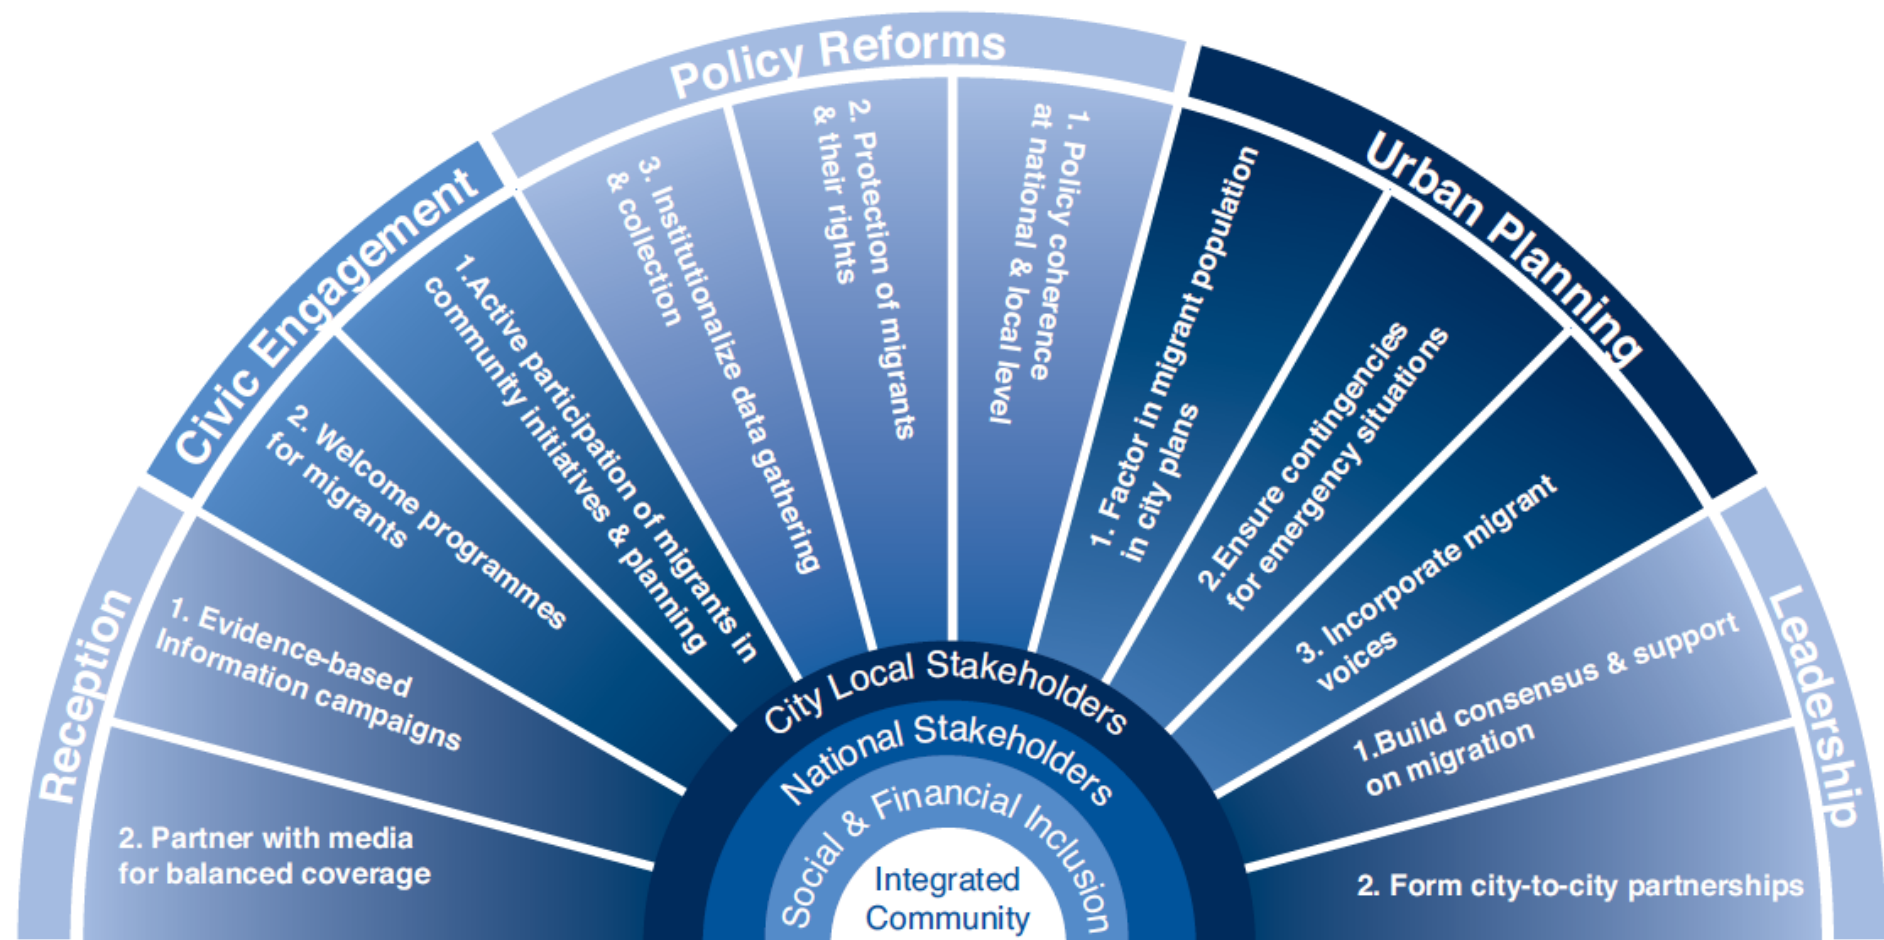 Reception
1. Evidence-based
Information campaigns
2. Partner with media
for balanced coverage
Civic Engagement
1.Active participation of migrants in
community initiatives & planning
2. Welcome programmes
for migrants
Policy Reforms
1. Policy coherence
at national & local level
2. Protection of migrants
& their rights
3. Institutionalize data gathering
& collection
Urban Planning
1. Factor in migrant population
in city plans
2.Ensure contingencies
for emergency situations
3. Incorporate migrant
voices
Leadership
1.Build consensus & support
on migration
2. Form city-to-city partnerships
City Local Stakeholders
National Stakeholders
Social & Financial Inclusion
Integrated
Community